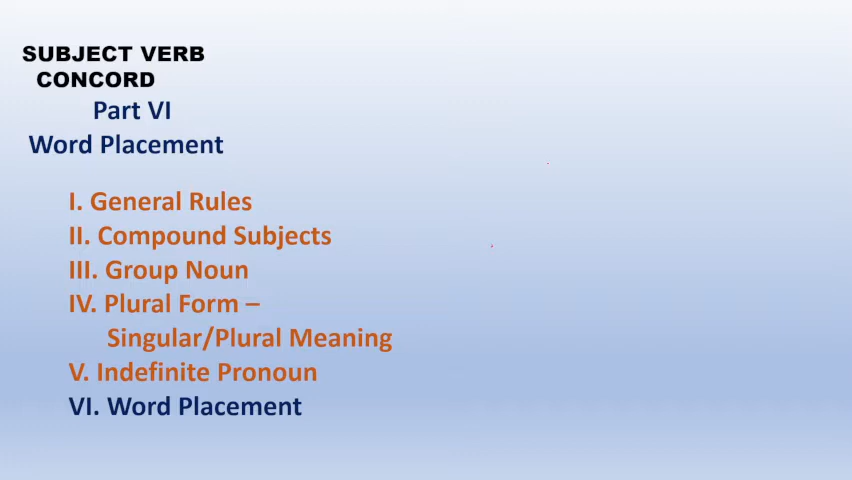 SUBJECT VERB
CONCORD
Part VI
Word Placement
I. General Rules
II. Compound Subjects
III. Group Noun
IV. Plural Form –
Singular/Plural Meaning
V. Indefinite Pronoun
VI. Word Placement